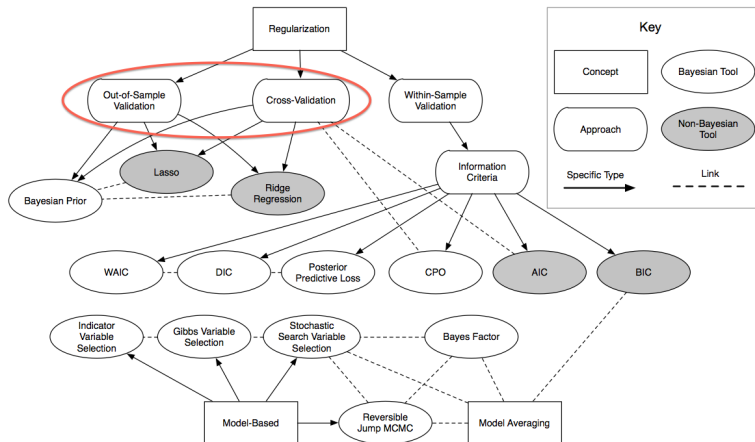 Regularization
Key
Concept
Bayesian Tool
Approach
Non-Bayesian
Tool
Specific Type
Link
Out-of-Sample
Validation
Cross-Validation
Within-Sample
Validation
Lasso
Ridge
Regression
Bayesian Prior
Information
Criteria
WAIC
DIC
Posterior
Predictive Loss
CPO
AIC
BIC
Indicator
Variable
Selection
Gibbs Variable
Selection
Stochastic
Search Variable
Selection
Bayes Factor
Model-Based
Reversible
Jump MCMC
Model Averaging